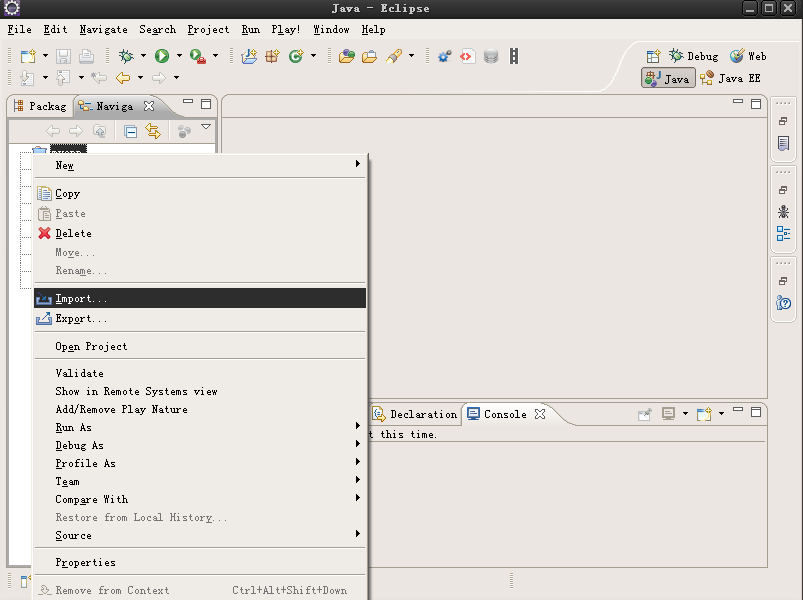 Java - Eclipse
File Edit Navigate Search Project Run Play! Window Help
Debug Web
Java Java EE
Packag Naviga
New
Copy
Paste
Delete
Move...
Rename...
Import...
Export...
Open Project
Validate
Show in Remote Systems view
Add/Remove Play Nature
Run As
Debug As
Profile As
Team
Compare With
Restore from Local History...
Source
Properties
Remove from Context Ctrl+Alt+Shift+Down
Declaration Console
t this time.